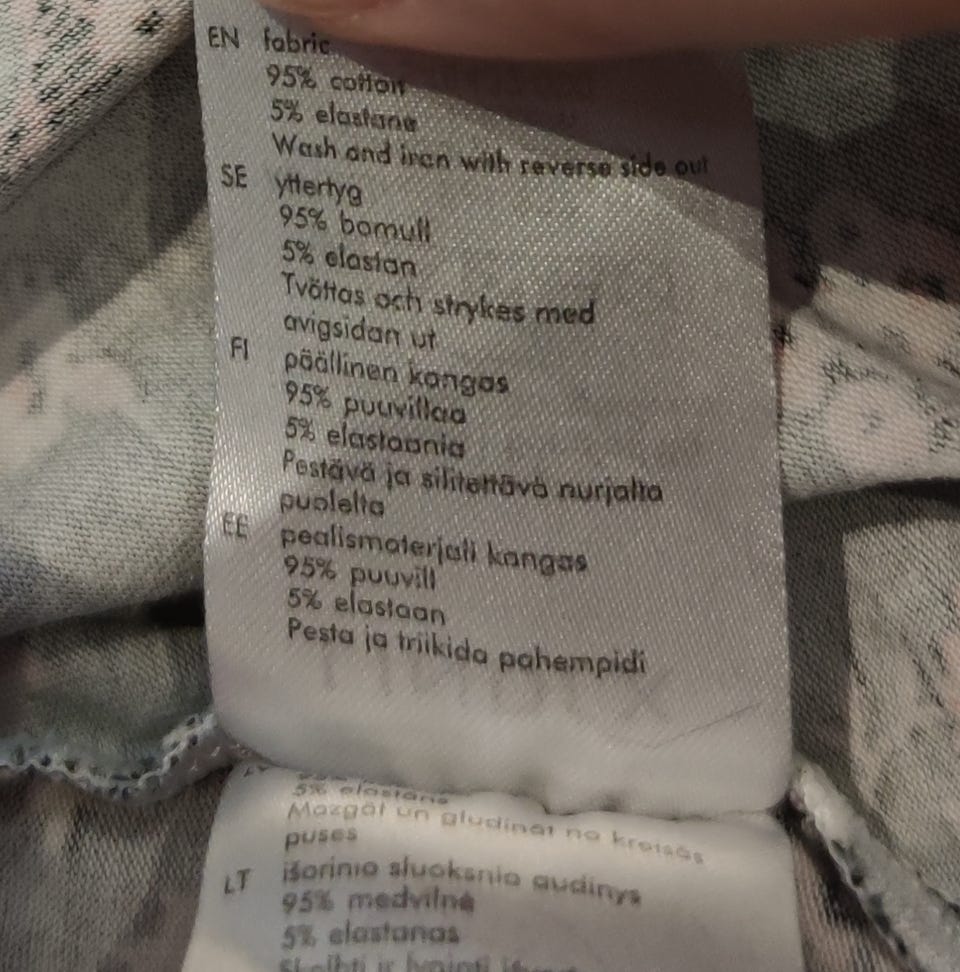 EN fabric
95% cotton
5% elastane
Wash and iron with reverse side out
SE yttertyg
95% bomull
5% elastan
Tvättas och strykes med
avigsidan ut
FI päällinen kangas
95% puuvillaa
5% elastaania
Pestävä ja silitettävä nurjalta
puolelta
EE pealismaterjali kangas
95% puuvill
5% elastaan
Pesta ja triikida pahempidi
5% elastāns
Mazgāt un gludināt no kreisās
puses
LT išorinio sluoksnio audinys
95% medvilnė
5% elastanas